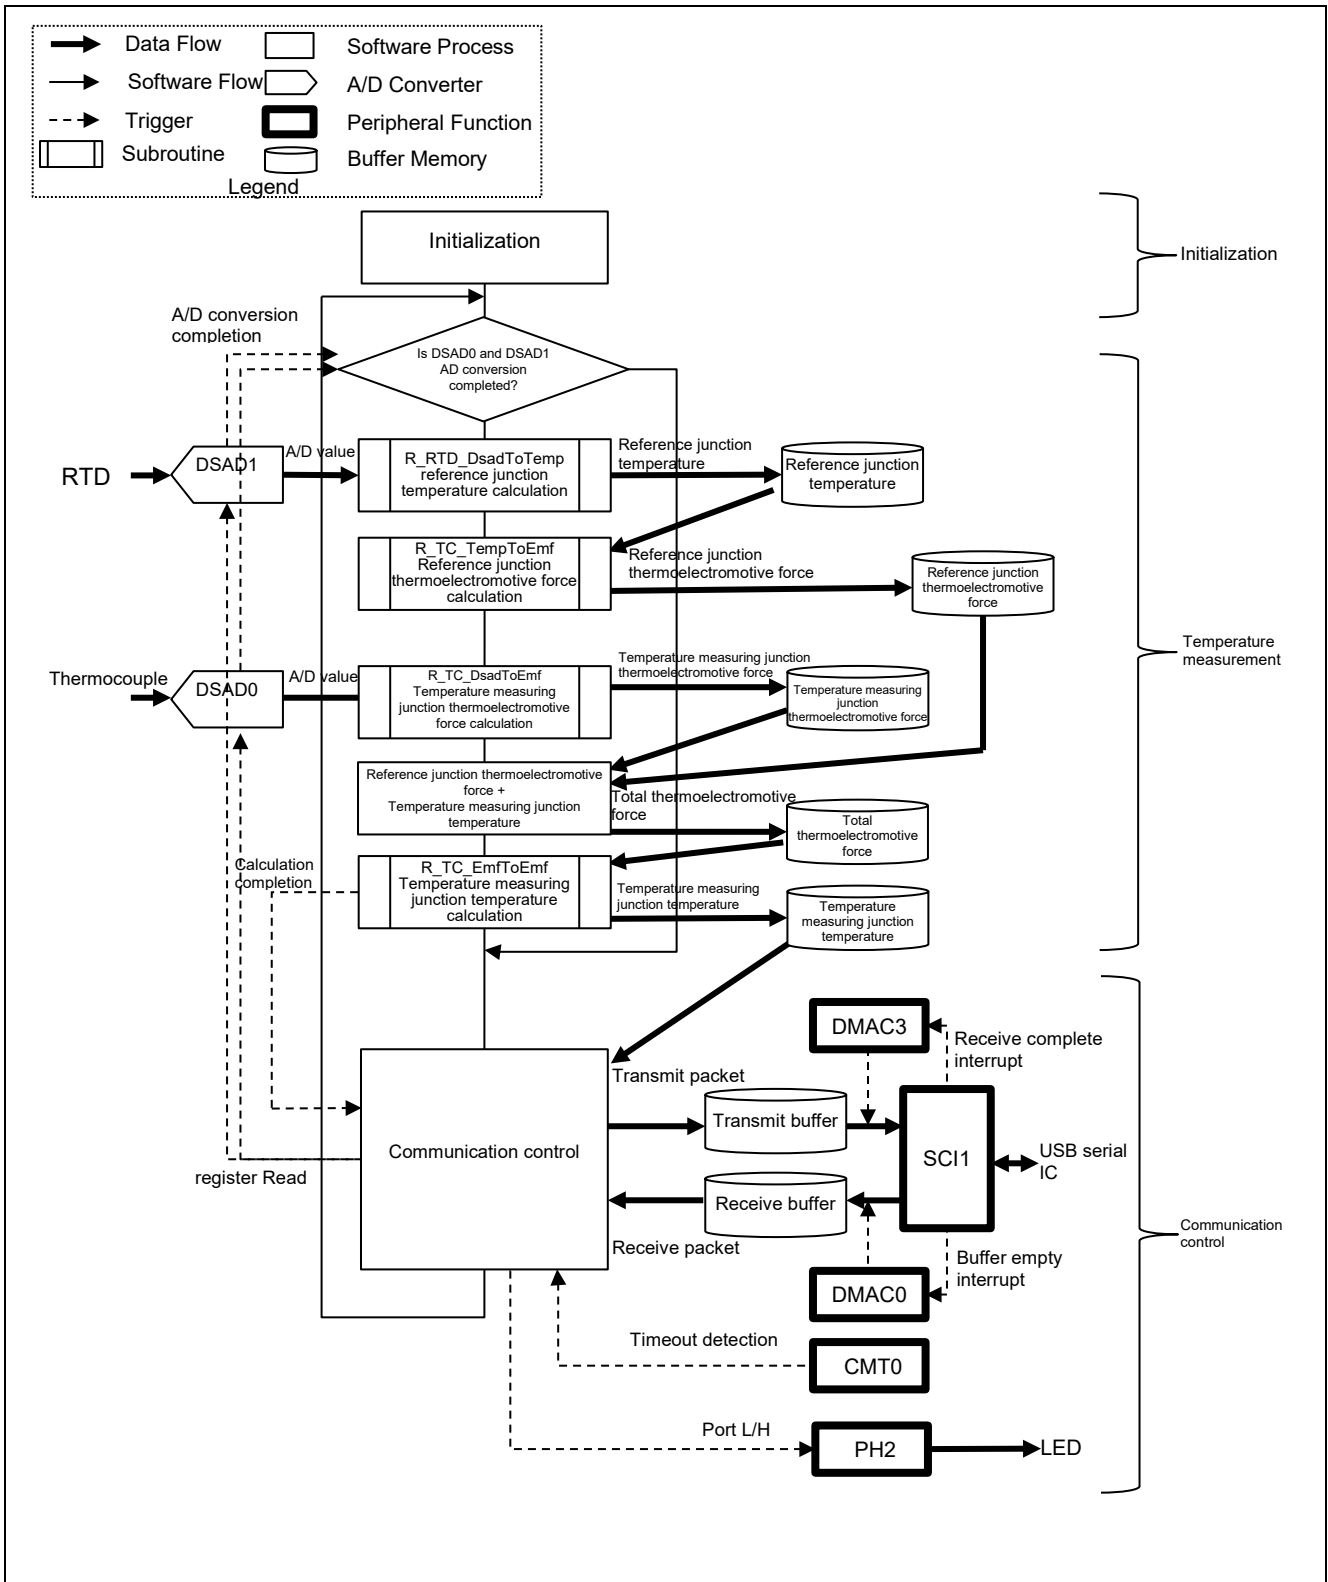 Data Flow
Software Process
Software Flow
A/D Converter
Trigger
Peripheral Function
Subroutine
Buffer Memory
Legend
Initialization
Initialization
A/D conversion
completion
Is DSAD0 and DSAD1
AD conversion
completed?
RTD
DSAD1
A/D value
R_RTD_DsadToTemp
reference junction
temperature calculation
Reference junction
temperature
Reference junction
temperature
R_TC_TempToEmf
Reference junction
thermoelectromotive force
calculation
Reference junction
thermoelectromotive force
Reference junction
thermoelectromotive
force
Temperature
measurement
Thermocouple
DSAD0
A/D value
R_TC_DsadToEmf
Temperature measuring
junction thermoelectromotive
force calculation
Temperature measuring junction
thermoelectromotive force
Temperature measuring
junction
thermoelectromotive force
Reference junction thermoelectromotive
force +
Temperature measuring junction
temperature
Total thermoelectromotive
force
Total
thermoelectromotive
force
Calculation
completion
R_TC_EmfToEmf
Temperature measuring
junction temperature
calculation
Temperature measuring
junction temperature
Temperature
measuring junction
temperature
DMAC3
Receive complete
interrupt
Transmit packet
Transmit buffer
Communication control
SCI1
USB serial
IC
register Read
Receive buffer
Receive packet
Buffer empty
interrupt
Communication
control
DMAC0
Timeout detection
CMT0
Port L/H
PH2
LED